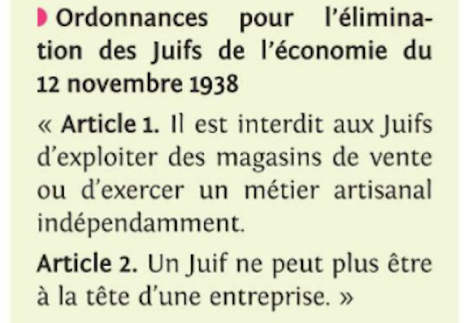 Ordonnances pour l'élimina-
tion des Juifs de l'économie du
12 novembre 1938
« Article 1. Il est interdit aux Juifs
d'exploiter des magasins de vente
ou d'exercer un métier artisanal
indépendamment.
Article 2. Un Juif ne peut plus être
à la tête d'une entreprise. »